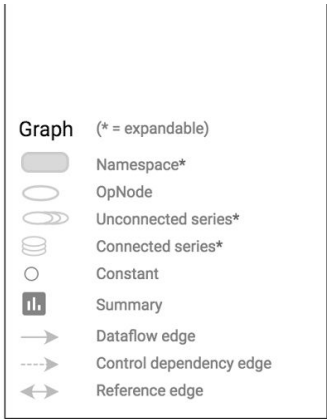 Graph (* = expandable)
Namespace*
OpNode
Unconnected series*
Connected series*
Constant
Summary
Dataflow edge
Control dependency edge
Reference edge